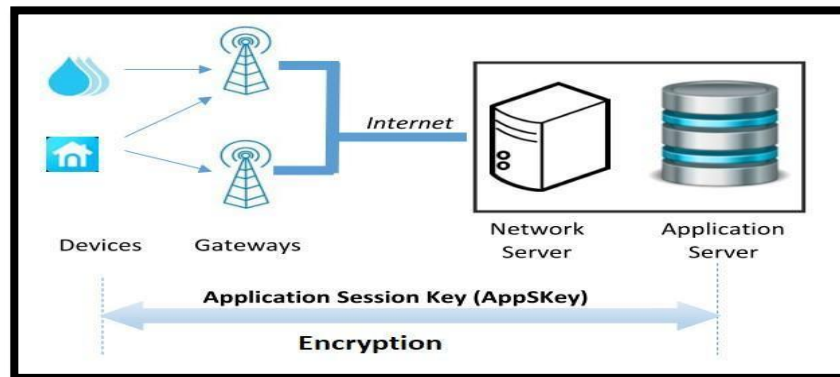 Internet
Devices
Gateways
Network
Server
Application
Server
Application Session Key (AppSKey)
Encryption